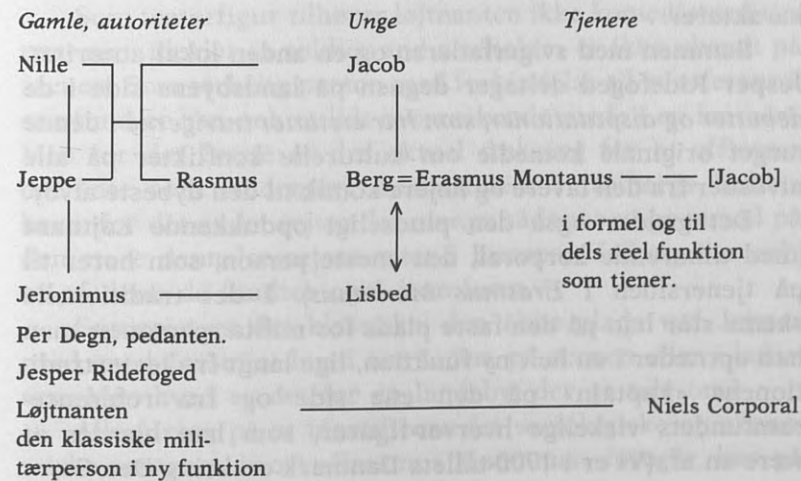 Gamle, autoriteter Unge Tjenere
Nille Jacob
Jeppe Rasmus Berg=Erasmus Montanus — — [Jacob]
i formel og til
dels reel funktion
som tjener.
Jeronimus Lisbed
Per Degn, pedanten.
Jesper Ridefoged
Løjtnanten Niels Corporal
den klassiske mili-
tærperson i ny funktion